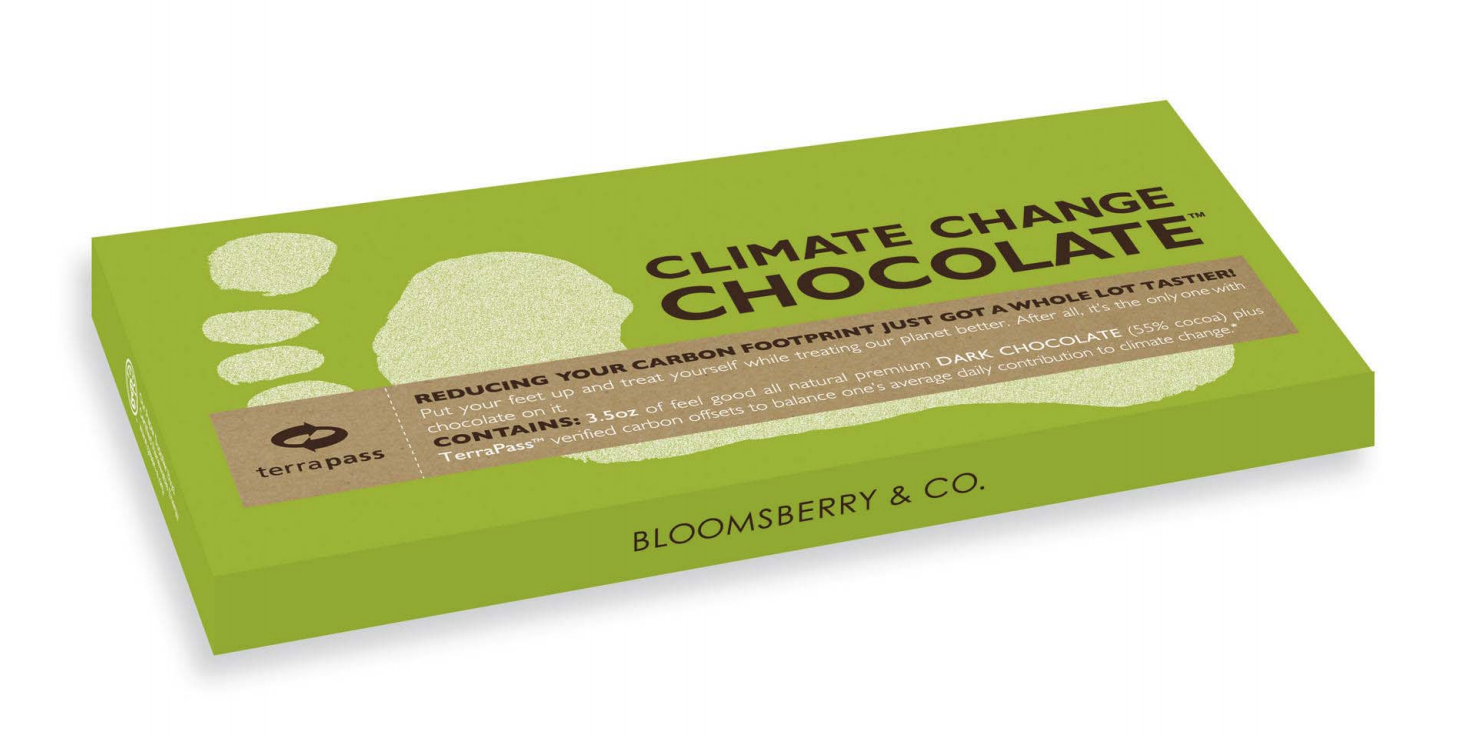 CLIMATE CHANGE
CHOCOLATE™
REDUCING YOUR CARBON FOOTPRINT JUST GOT A WHOLE LOT TASTIER!
Put your feet up and treat yourself while treating our planet better. After all, it's the only one with
chocolate on it.
CONTAINS: 3.5oz of feel good all natural premium DARK CHOCOLATE (55% cocoa) plus
TerraPass™ verified carbon offsets to balance one's average daily contribution to climate change.*
terrapass
BLOOMSBERRY & CO.